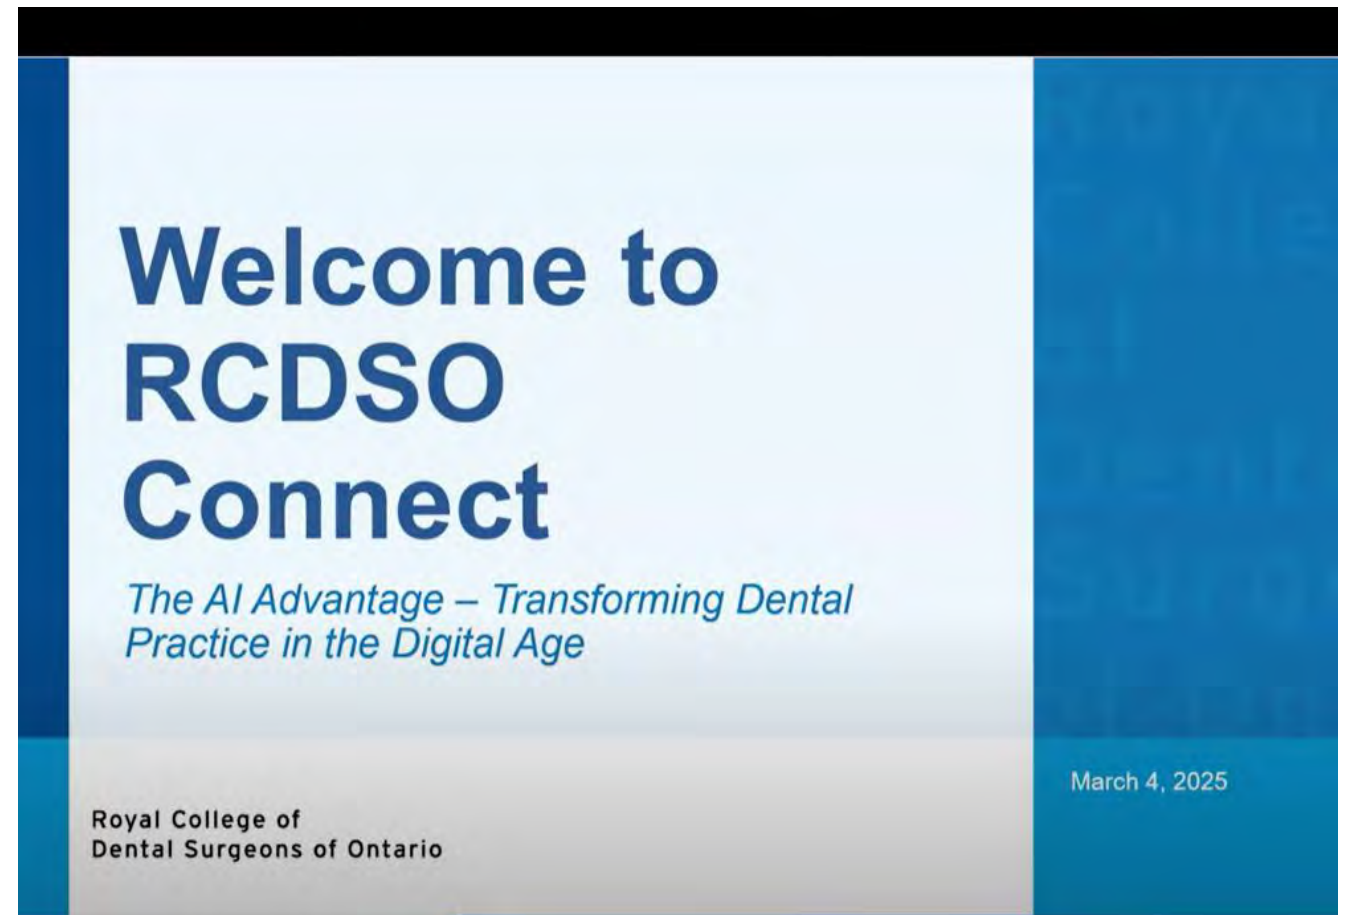 Welcome to
RCDSO
Connect
The AI Advantage – Transforming Dental
Practice in the Digital Age
March 4, 2025
Royal College of
Dental Surgeons of Ontario